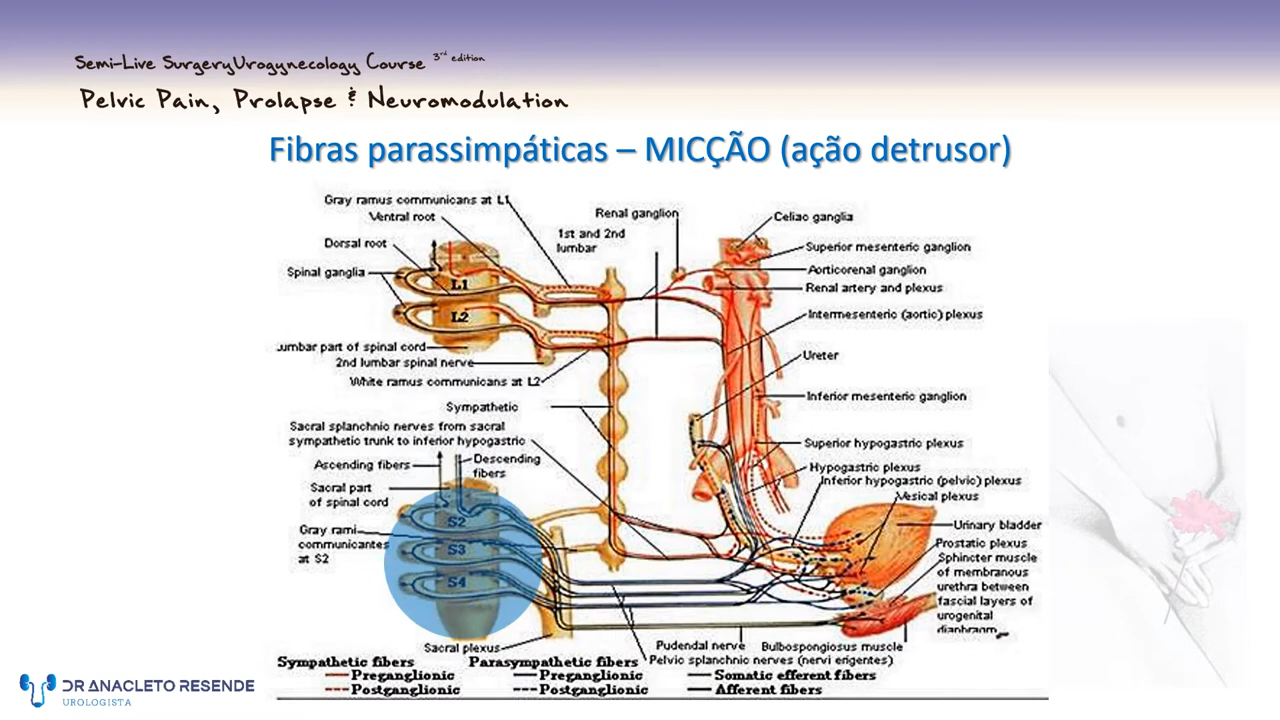 Semi-Live SurgeryUrogynecology Course 3rd edition
Pelvic Pain, Prolapse & Neuromodulation
Fibras parassimpáticas – MICÇÃO (ação detrusor)
Gray ramus communicans at L1
Ventral root
Dorsal root
Spinal ganglia
L1
L2
umbar part of spinal cord
2nd lumbar spinal nerve
White ramus communicans at L2
1st and 2nd
lumbar
Renal ganglion
Celiac ganglia
Superior mesenteric ganglion
Aorticorenal ganglion
Renal artery and plexus
Intermesenteric (aortic) plexus
Ureter
Inferior mesenteric ganglion
Superior hypogastric plexus
Hypogastric plexus
Inferior hypogastric (pelvic) plexus
Vesical plexus
Urinary bladder
Prostatic plexus
Sphincter muscle
of membranous
urethra between
fascial layers of
urogenital
diaphragm
Sympathetic
Sacral splanchnic nerves from sacral
sympathetic trunk to inferior hypogastric
Ascending fibers
Descending
fibers
Sacral part
of spinal cord
Gray rami
communicantes
at S2
S2
S3
S4
Sacral plexus
Pudendal nerve
Bulbospongiosus muscle
Pelvic splanchnic nerves (nervi erigentes)
Sympathetic fibers
Preganglionic
Postganglionic
Parasympathetic fibers
Preganglionic
Postganglionic
Somatic efferent fibers
Afferent fibers
DR ANACLETO RESENDE
UROLOGISTA